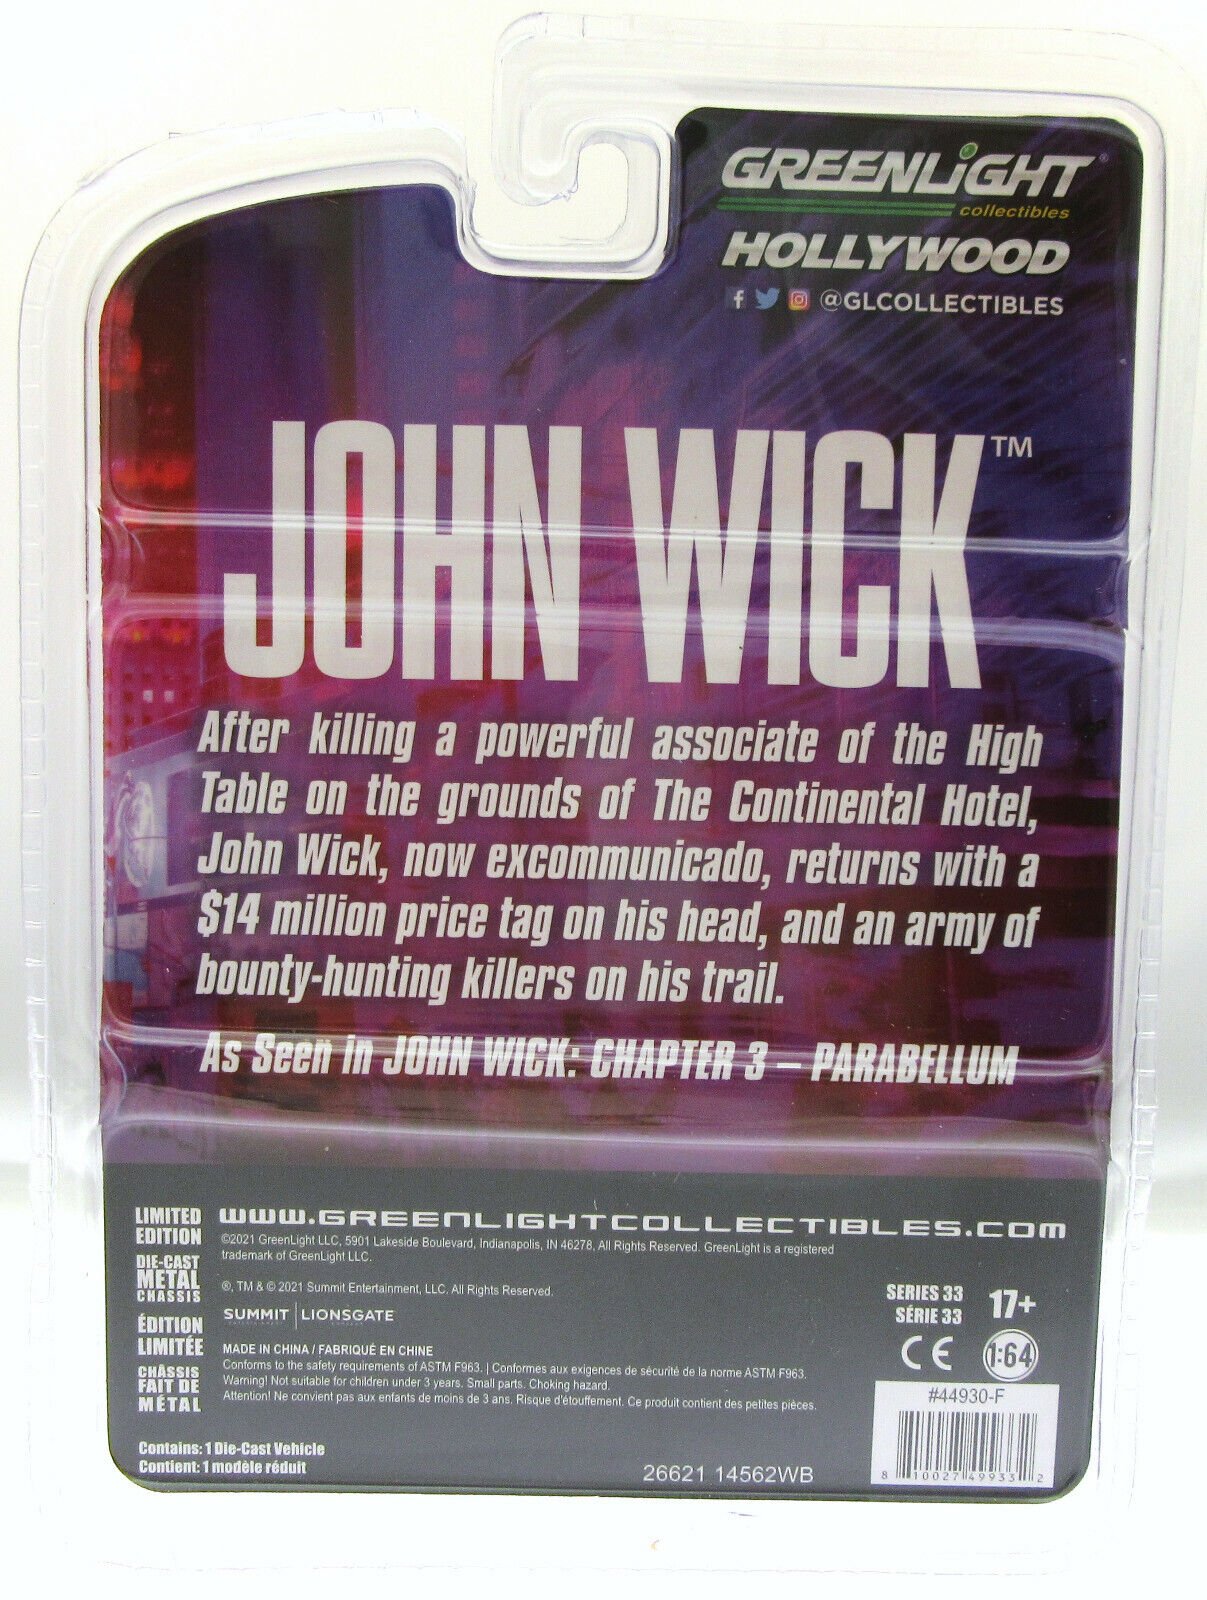 GREENLiGHT®
collectibles
HOLLYWOOD
f @GLCOLLECTIBLES
JOHN WICK™
After killing a powerful associate of the High
Table on the grounds of The Continental Hotel,
John Wick, now excommunicado, returns with a
$14 million price tag on his head, and an army of
bounty-hunting killers on his trail.
As Seen in JOHN WICK: CHAPTER 3 – PARABELLUM
LIMITED
EDITION
DIE-CAST
METAL
CHASSIS
ÉDITION
LIMITÉE
CHÂSSIS
FAIT DE
MÉTAL
Contains: 1 Die-Cast Vehicle
Contient: 1 modèle réduit
WWW.GREENLIGHTCOLLECTIBLES.COM
©2021 GreenLight LLC, 5901 Lakeside Boulevard, Indianapolis, IN 46278, All Rights Reserved. GreenLight is a registered
trademark of GreenLight LLC.
®, TM & © 2021 Summit Entertainment, LLC. All Rights Reserved.
SUMMIT | LIONSGATE
MADE IN CHINA / FABRIQUÉ EN CHINE
Conforms to the safety requirements of ASTM F963. | Conformes aux exigences de sécurité de la norme ASTM F963.
Warning! Not suitable for children under 3 years. Small parts. Choking hazard.
Attention! Ne convient pas aux enfants de moins de 3 ans. Risque d'étouffement. Ce produit contient des petites pièces.
26621 14562WB
SERIES 33
SÉRIE 33
17+
CE
1:64
#44930-F
8 10027 49933 2